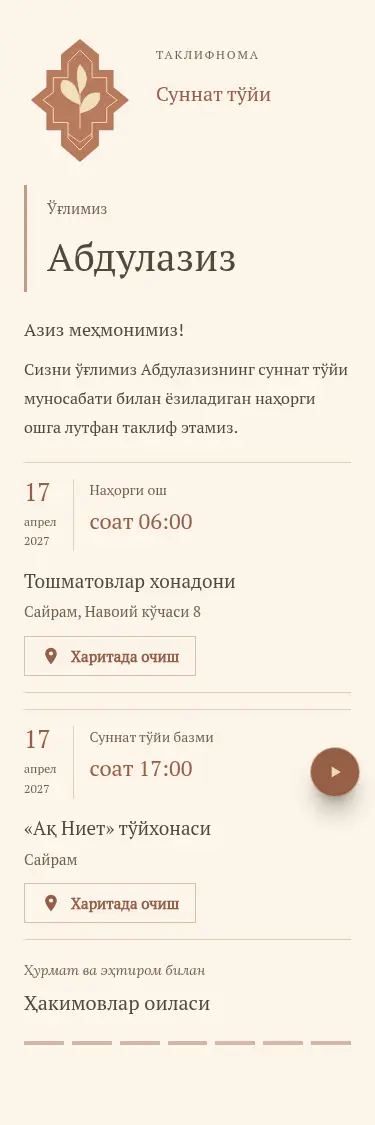 ТАКЛИФНОМА
Суннат тўйи
Ўғлимиз
Абдулазиз
Азиз меҳмонимиз!
Сизни ўғлимиз Абдулазизнинг суннат тўйи
муносабати билан ёзиладиган наҳорги
ошга лутфан таклиф этамиз.
17
апрел
2027
Наҳорги ош
соат 06:00
Тошматовлар хонадони
Сайрам, Навоий кўчаси 8
Харитада очиш
17
апрел
2027
Суннат тўйи базми
соат 17:00
«Ақ Ниет» тўйхонаси
Сайрам
Харитада очиш
Ҳурмат ва эҳтиром билан
Ҳакимовлар оиласи